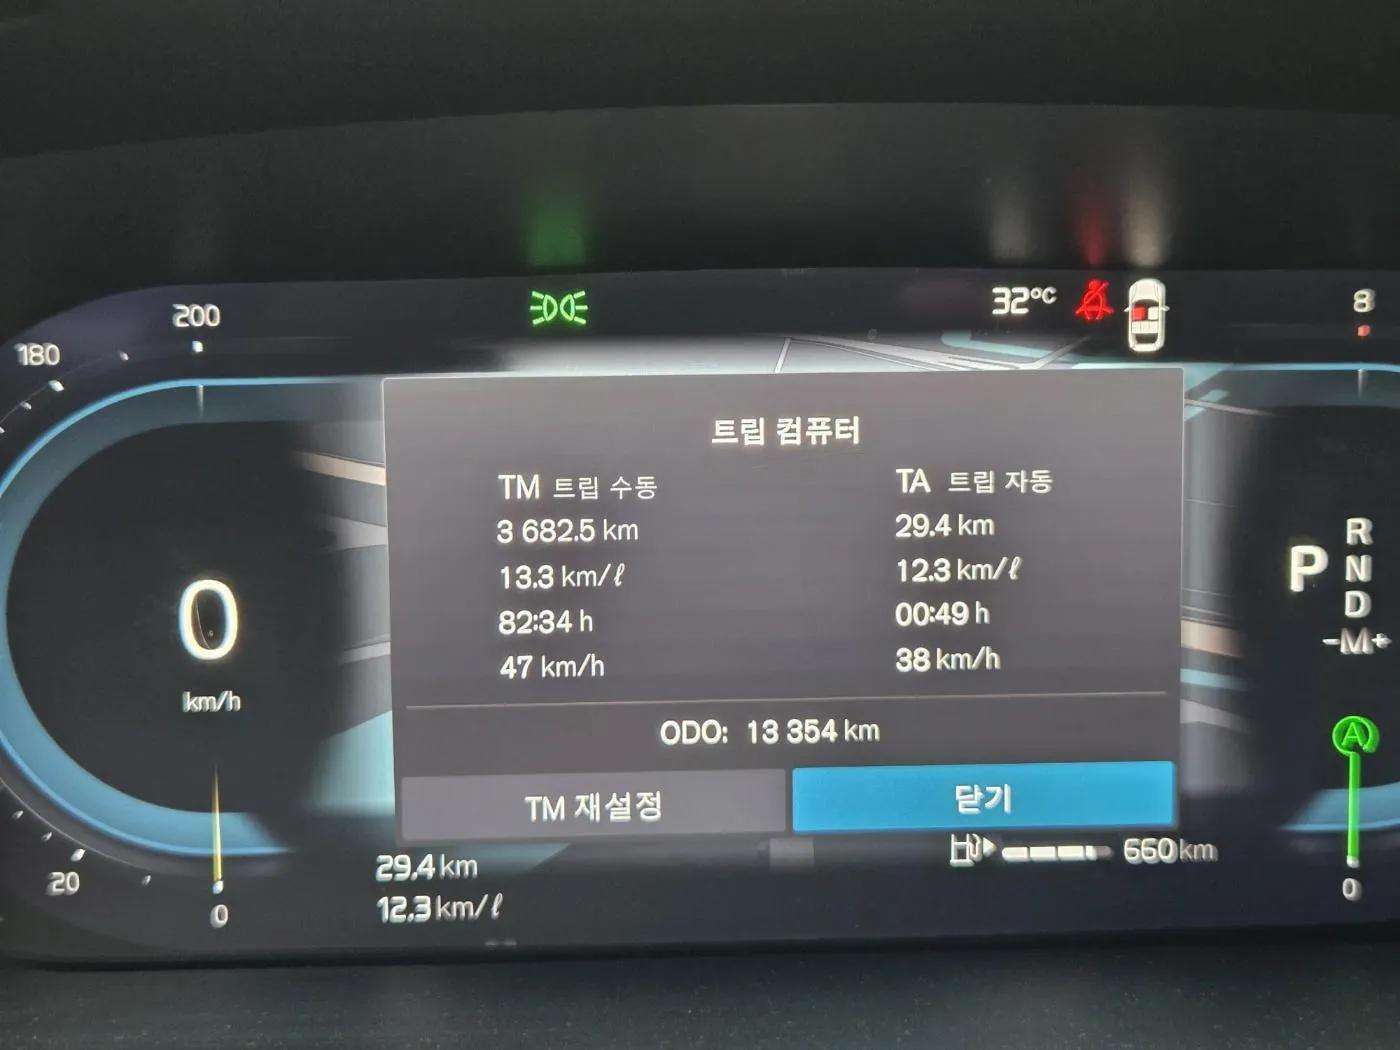 200
180
32°C
8
트립 컴퓨터
TM 트립 수동
3 682.5 km
13.3 km/ℓ
82:34 h
47 km/h
TA 트립 자동
29.4 km
12.3 km/ℓ
00:49 h
38 km/h
ODO: 13 354 km
TM 재설정
닫기
0
km/h
P
R
N
D
-M+
A
20
0
29.4 km
12.3 km/ℓ
660 km
0